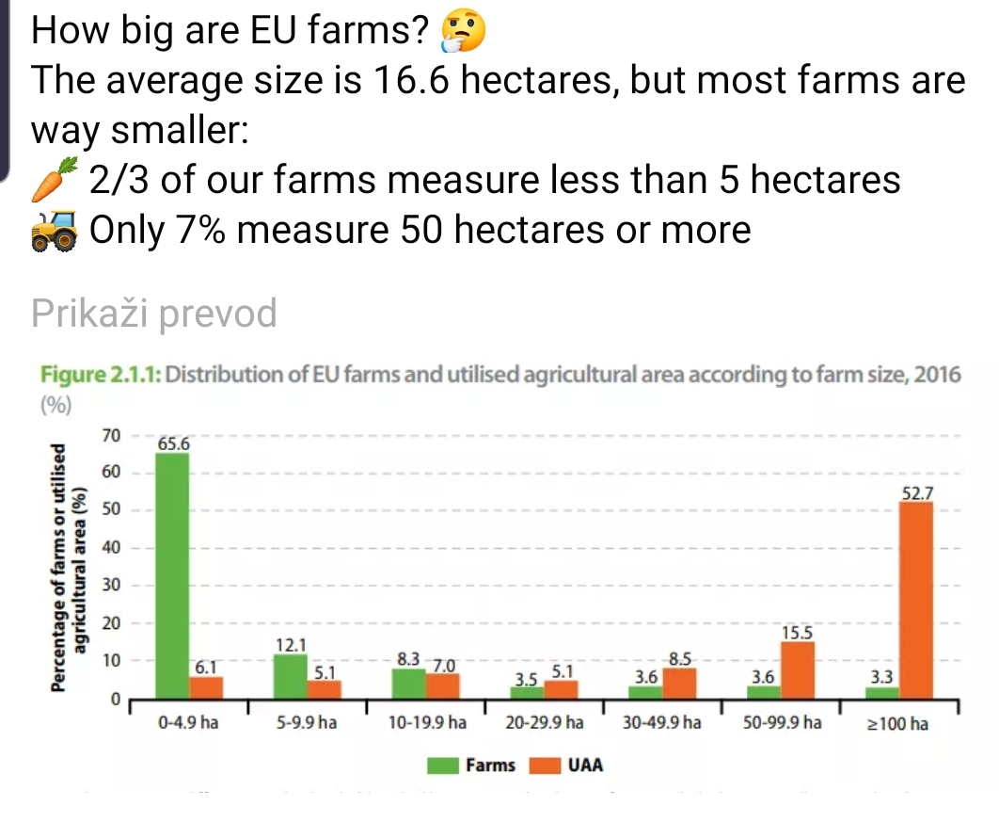 How big are EU farms? 🤔
The average size is 16.6 hectares, but most farms are
way smaller:
🥕 2/3 of our farms measure less than 5 hectares
🚜 Only 7% measure 50 hectares or more
Prikaži prevod
Figure 2.1.1: Distribution of EU farms and utilised agricultural area according to farm size, 2016
(%)
Percentage of farms or utilised
agricultural area (%)
70
60
50
40
30
20
10
0
65.6
6.1
12.1
5.1
8.3
7.0
3.5
5.1
3.6
8.5
3.6
15.5
3.3
52.7
0-4.9 ha
5-9.9 ha
10-19.9 ha
20-29.9 ha
30-49.9 ha
50-99.9 ha
≥100 ha
Farms
UAA